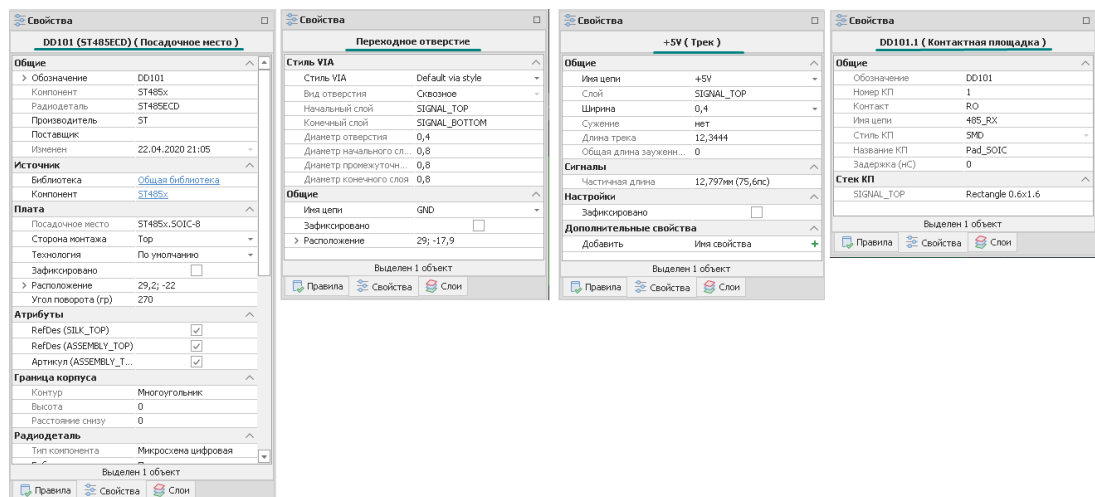 Свойства
DD101 (ST485ECD) ( Посадочное место )
Общие
Обозначение DD101
Компонент ST485x
Радиодеталь ST485ECD
Производитель ST
Поставщик
Изменен 22.04.2020 21:05
Источник
Библиотека Общая библиотека
Компонент ST485x
Плата
Посадочное место ST485x.SOIC-8
Сторона монтажа Top
Технология По умолчанию
Зафиксировано
Расположение 29,2; -22
Угол поворота (гр) 270
Атрибуты
RefDes (SILK_TOP)
RefDes (ASSEMBLY_TOP)
Артикул (ASSEMBLY_T...
Граница корпуса
Контур Многоугольник
Высота 0
Расстояние снизу 0
Радиодеталь
Тип компонента Микросхема цифровая
Выделен 1 объект
Правила Свойства Слои
Свойства
Переходное отверстие
Стиль VIA
Стиль VIA Default via style
Вид отверстия Сквозное
Начальный слой SIGNAL_TOP
Конечный слой SIGNAL_BOTTOM
Диаметр отверстия 0,4
Диаметр начального сл... 0,8
Диаметр промежуточн... 0,8
Диаметр конечного слоя 0,8
Общие
Имя цепи GND
Зафиксировано
Расположение 29; -17,9
Выделен 1 объект
Правила Свойства Слои
Свойства
+5V ( Трек )
Общие
Имя цепи +5V
Слой SIGNAL_TOP
Ширина 0,4
Сужение нет
Длина трека 12,3444
Общая длина зауженн... 0
Сигналы
Частичная длина 12,797мм (75,6пс)
Настройки
Зафиксировано
Дополнительные свойства
Добавить Имя свойства
Выделен 1 объект
Правила Свойства Слои
Свойства
DD101.1 ( Контактная площадка )
Общие
Обозначение DD101
Номер КП 1
Контакт RO
Имя цепи 485_RX
Стиль КП SMD
Название КП Pad_SOIC
Задержка (нС) 0
Стек КП
SIGNAL_TOP Rectangle 0.6x1.6
Выделен 1 объект
Правила Свойства Слои